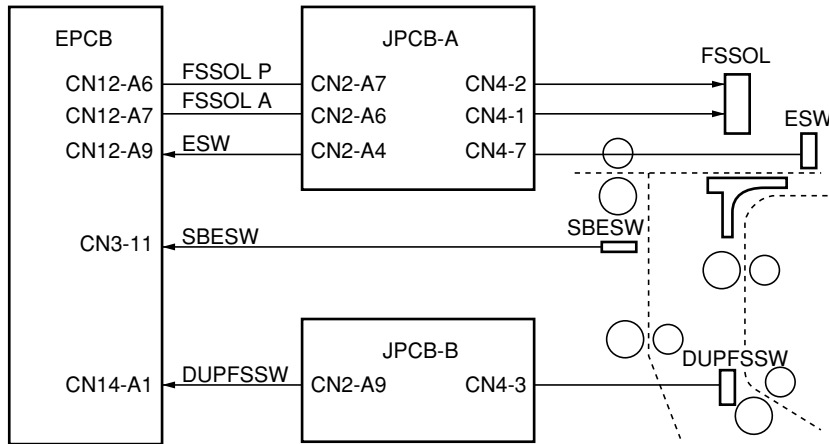 EPCB
JPCB-A
FSSOL
CN12-A6
FSSOL P
CN2-A7
CN4-2
CN12-A7
FSSOL A
CN2-A6
CN4-1
ESW
CN12-A9
ESW
CN2-A4
CN4-7
SBESW
CN3-11
SBESW
JPCB-B
DUPFSSW
CN14-A1
DUPFSSW
CN2-A9
CN4-3